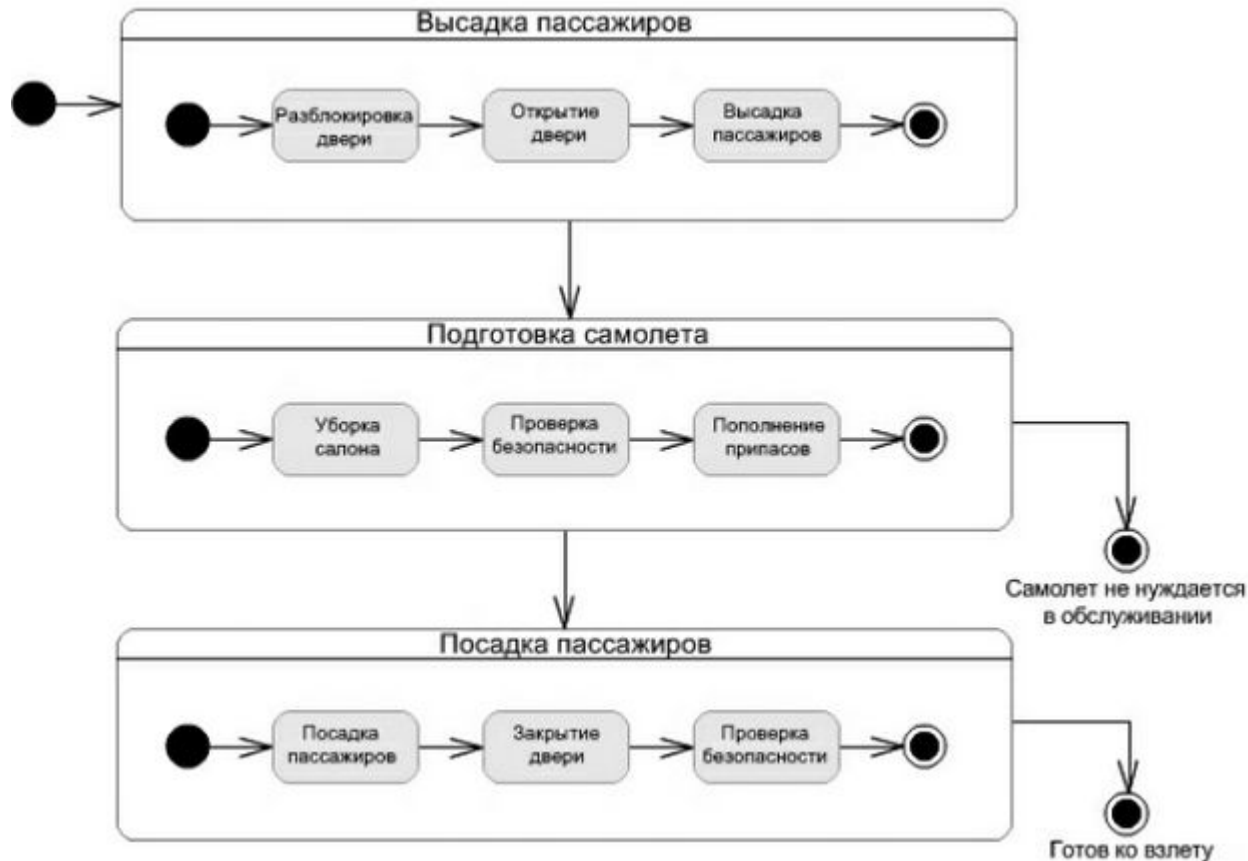 Высадка пассажиров
Разблокировка
двери
Открытие
двери
Высадка
пассажиров
Подготовка самолета
Уборка
салона
Проверка
безопасности
Пополнение
припасов
Самолет не нуждается
в обслуживании
Посадка пассажиров
Посадка
пассажиров
Закрытие
двери
Проверка
безопасности
Готов ко взлету